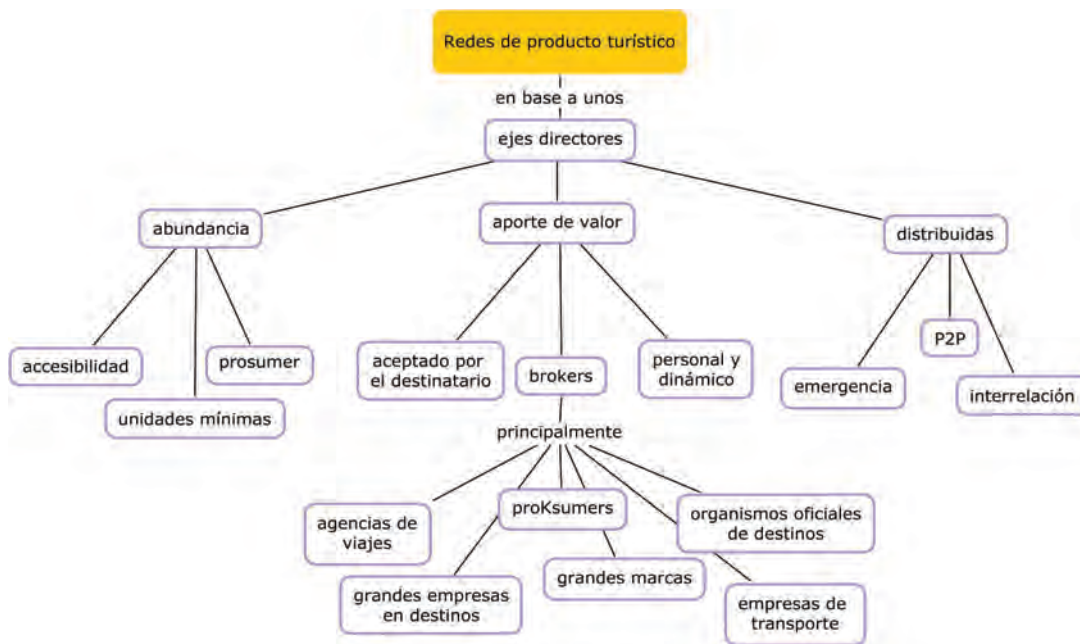 Redes de producto turístico
en base a unos
ejes directores
abundancia
aporte de valor
distribuidas
accesibilidad
unidades mínimas
prosumer
aceptado por
el destinatario
brokers
personal y
dinámico
emergencia
P2P
interrelación
principalmente
agencias de
viajes
grandes empresas
en destinos
proKsumers
grandes marcas
organismos oficiales
de destinos
empresas de
transporte